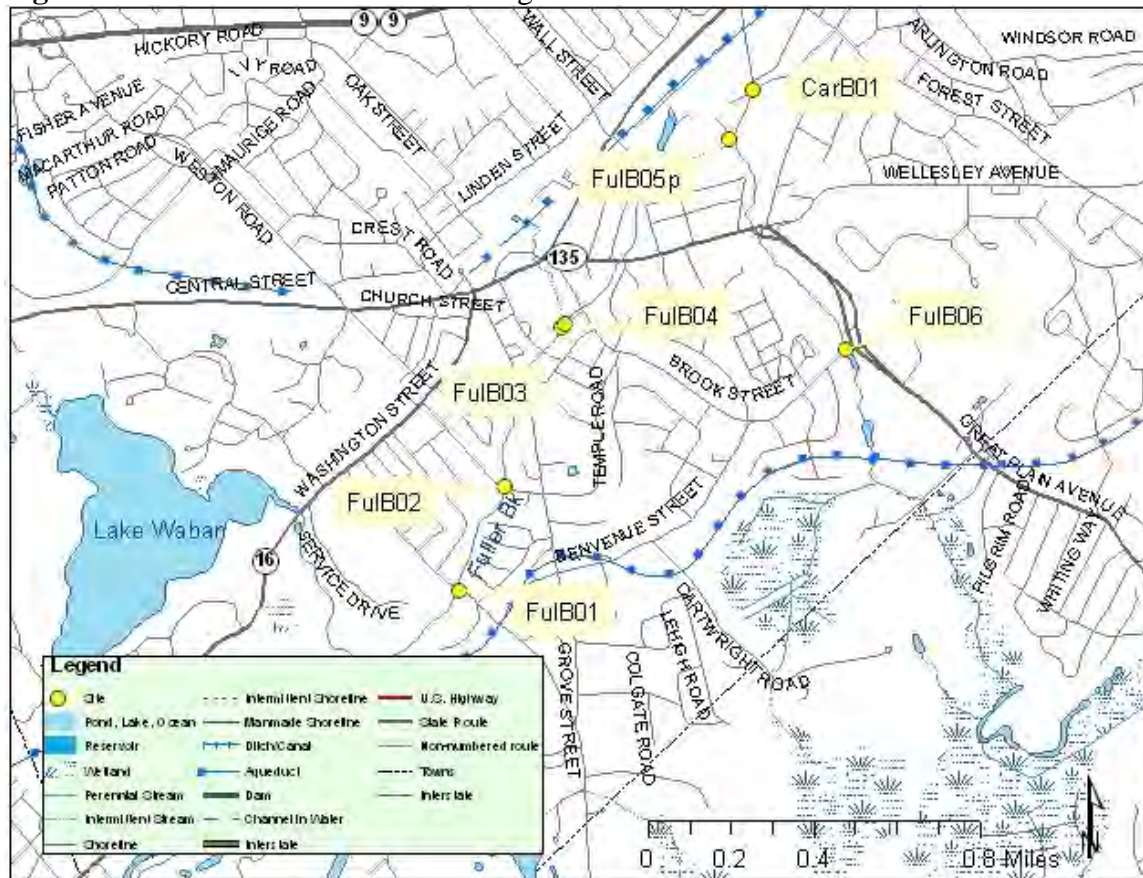 9 9
HICKORY ROAD
WALL STREET
ARLINGTON ROAD
WINDSOR ROAD
IVY ROAD
OAK STREET
CarB01
FOREST STREET
FISHER AVENUE
MACARTHUR ROAD
PATTON ROAD
MAURICE ROAD
WESTON ROAD
LINDEN STREET
FulB05p
WELLESLEY AVENUE
CREST ROAD
135
CENTRAL STREET
CHURCH STREET
FulB04
FulB06
FulB03
BROOK STREET
WASHINGTON STREET
TEMPLE ROAD
GREAT PLAIN AVENUE
FulB02
Lake Waban
Fuller Bk
BENVENUE STREET
PILGRIM ROAD
WHITING WAY
16
SERVICE DRIVE
FulB01
CARTWRIGHT ROAD
LEHIGH ROAD
COLGATE ROAD
GROVE STREET
Legend
Site
Intermittent Shoreline
U.S. Highway
Pond, Lake, Ocean
Manmade Shoreline
State Route
Reservoir
Ditch/Canal
Non-numbered route
Wetland
Aqueduct
Towns
Perennial Stream
Dam
Interstate
Intermittent Stream
Channel in Water
Shoreline
Interstate
0 0.2 0.4 0.8 Miles